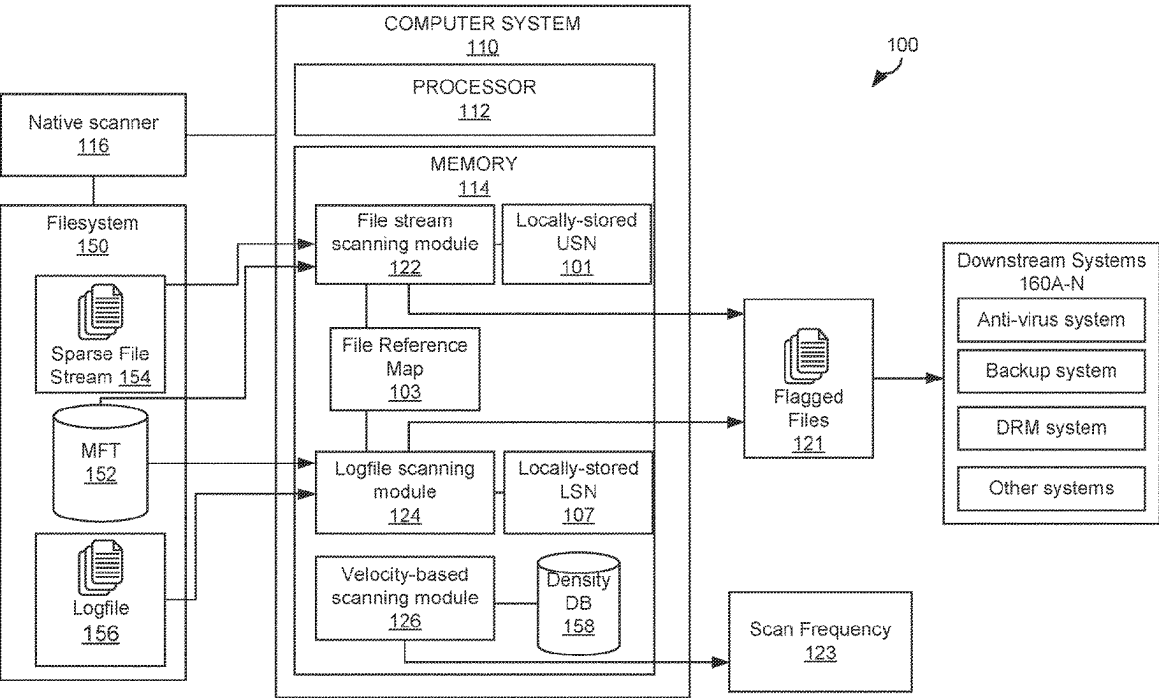 COMPUTER SYSTEM
110
100
PROCESSOR
112
Native scanner
116
MEMORY
114
Filesystem
150
File stream
scanning module
122
Locally-stored
USN
101
Sparse File
Stream 154
File Reference
Map
103
MFT
152
Logfile scanning
module
124
Locally-stored
LSN
107
Logfile
156
Velocity-based
scanning module
126
Density
DB
158
Flagged
Files
121
Downstream Systems
160A-N
Anti-virus system
Backup system
DRM system
Other systems
Scan Frequency
123